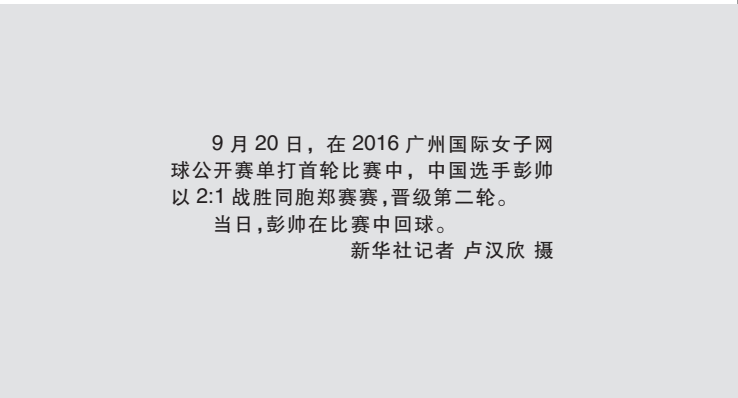 9 月 20 日，在 2016 广州国际女子网
球公开赛单打首轮比赛中，中国选手彭帅
以 2:1 战胜同胞郑赛赛,晋级第二轮。
当日,彭帅在比赛中回球。
新华社记者 卢汉欣 摄